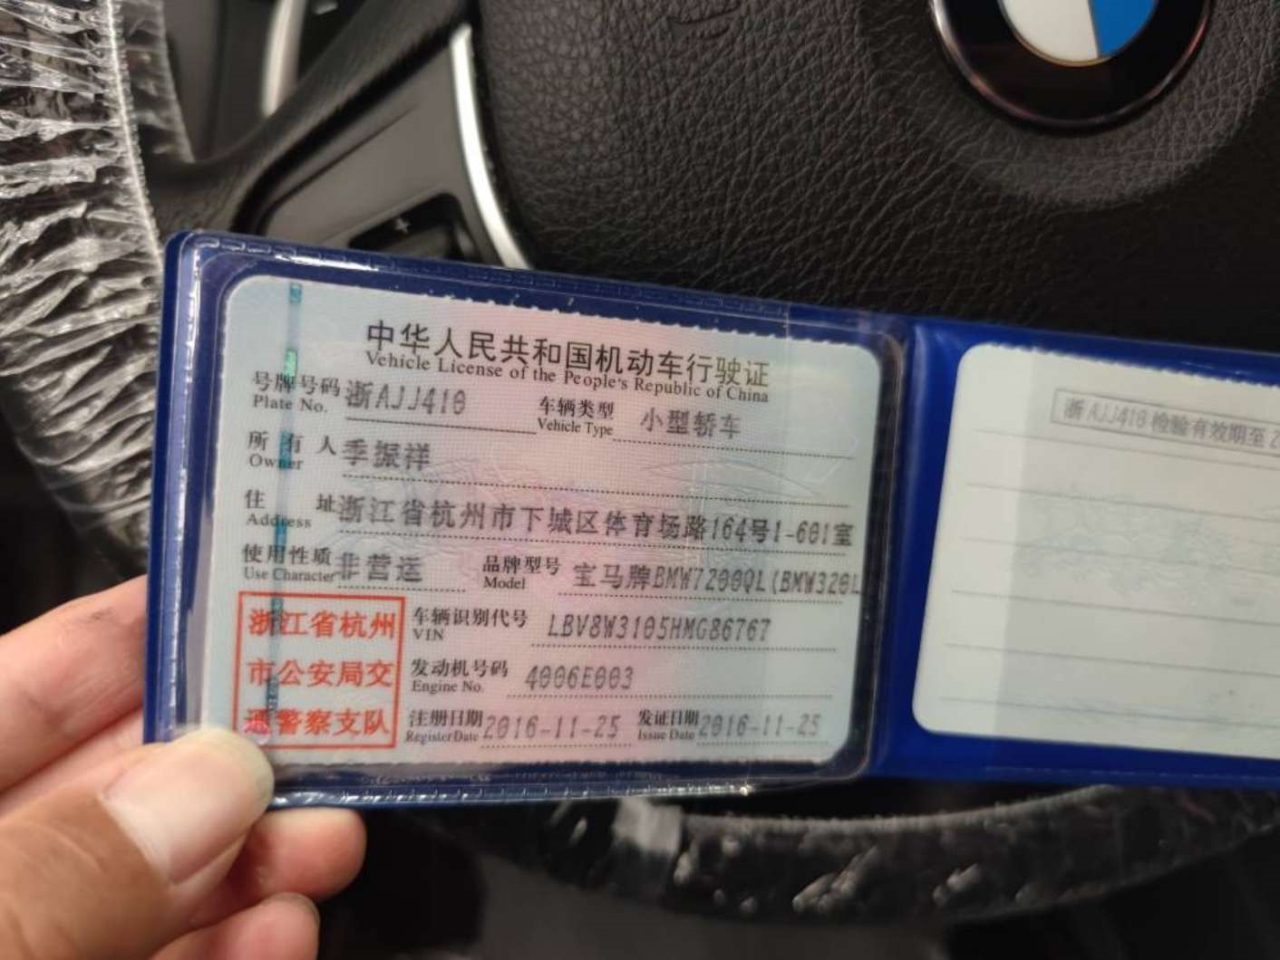 中华人民共和国机动车行驶证
Vehicle License of the People's Republic of China
号牌号码 浙AJJ410 车辆类型 小型轿车
Plate No. Vehicle Type
所有人 季振祥
Owner
住址 浙江省杭州市下城区体育场路164号1-601室
Address
使用性质 非营运 品牌型号 宝马牌BMW7200QL(BMW320L
Use Character Model
浙江省杭州
市公安局交
通警察支队
车辆识别代号 LBV8W3105HMG86767
VIN
发动机号码 4006E003
Engine No.
注册日期 2016-11-25 发证日期 2016-11-25
Register Date Issue Date
浙AJJ410检验有效期至2
+